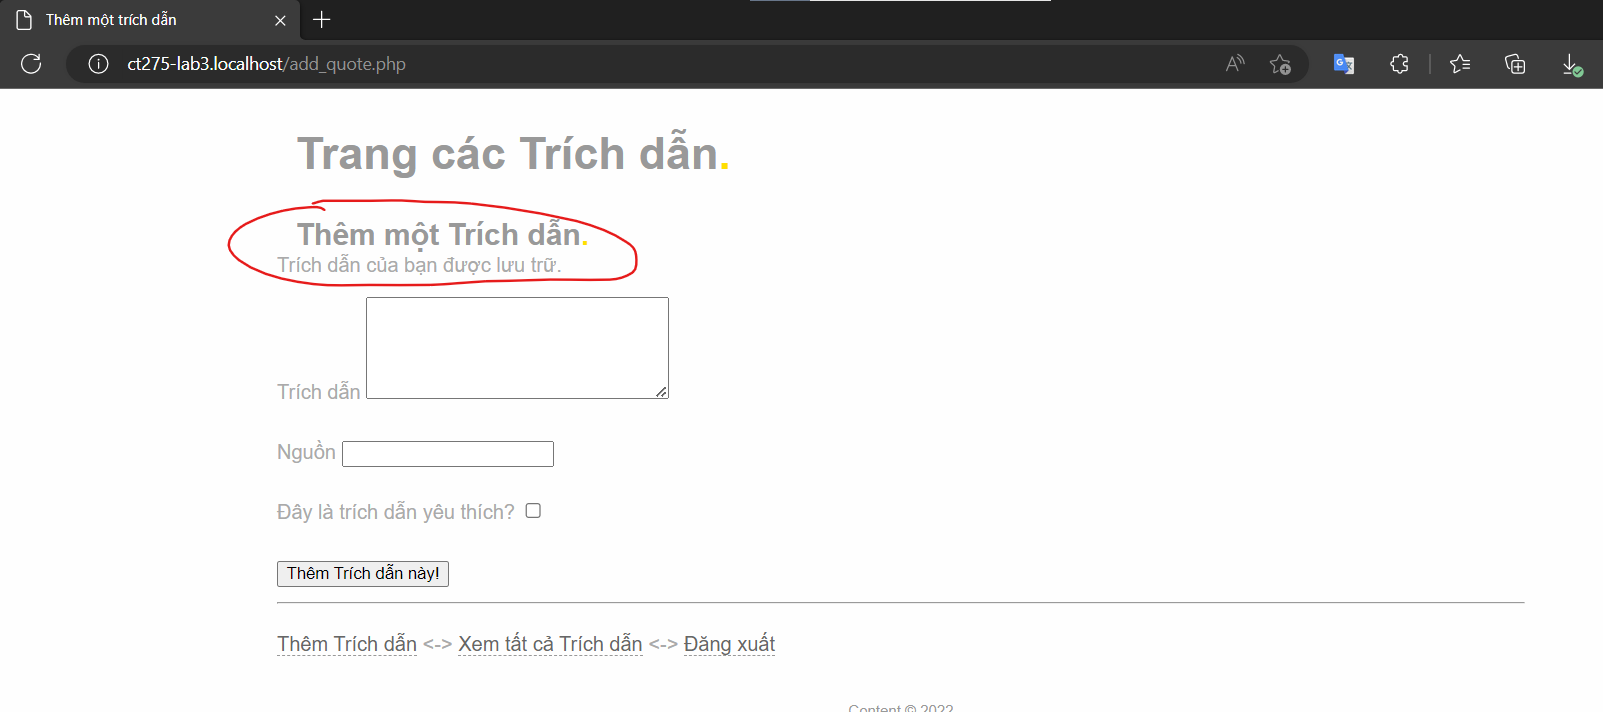 Thêm một trích dẫn
ct275-lab3.localhost/add_quote.php
Trang các Trích dẫn.
Thêm một Trích dẫn.
Trích dẫn của bạn được lưu trữ.
Trích dẫn
Nguồn
Đây là trích dẫn yêu thích?
Thêm Trích dẫn này!
Thêm Trích dẫn <-> Xem tất cả Trích dẫn <-> Đăng xuất
Content © 2022